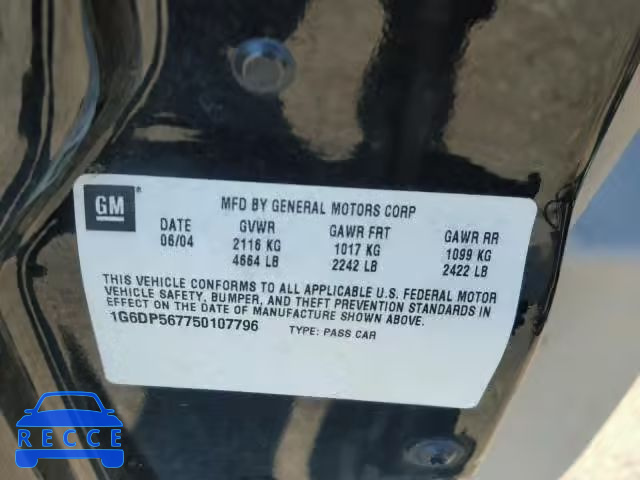 GM
MFD BY GENERAL MOTORS CORP
DATE GVWR GAWR FRT GAWR RR
06/04 2116 KG 1017 KG 1099 KG
4664 LB 2242 LB 2422 LB
THIS VEHICLE CONFORMS TO ALL APPLICABLE U.S. FEDERAL MOTOR
VEHICLE SAFETY, BUMPER, AND THEFT PREVENTION STANDARDS IN
EFFECT ON THE DATE OF MANUFACTURE SHOWN ABOVE.
1G6DP567750107796 TYPE: PASS CAR
RECCE